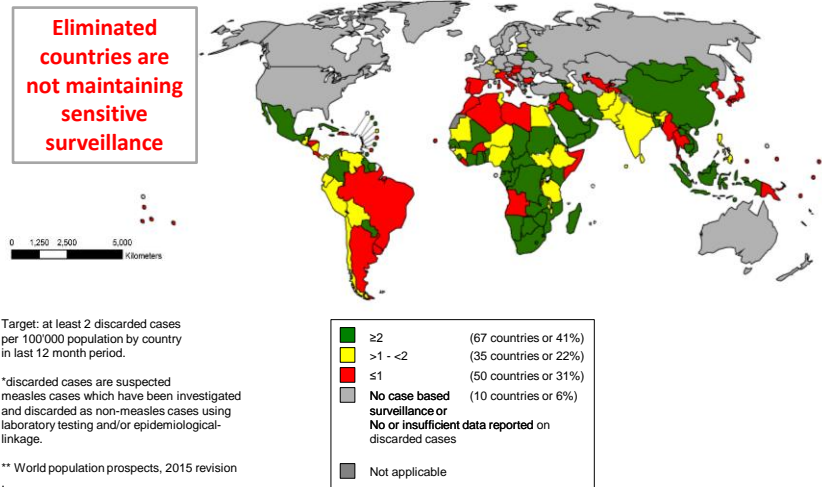 Eliminated
countries are
not maintaining
sensitive
surveillance
0 1,250 2,500 5,000
Kilometers
Target: at least 2 discarded cases
per 100'000 population by country
in last 12 month period.
*discarded cases are suspected
measles cases which have been investigated
and discarded as non-measles cases using
laboratory testing and/or epidemiological-
linkage.
** World population prospects, 2015 revision
.
≥2 (67 countries or 41%)
>1 - <2 (35 countries or 22%)
≤1 (50 countries or 31%)
No case based (10 countries or 6%)
surveillance or
No or insufficient data reported on
discarded cases
Not applicable